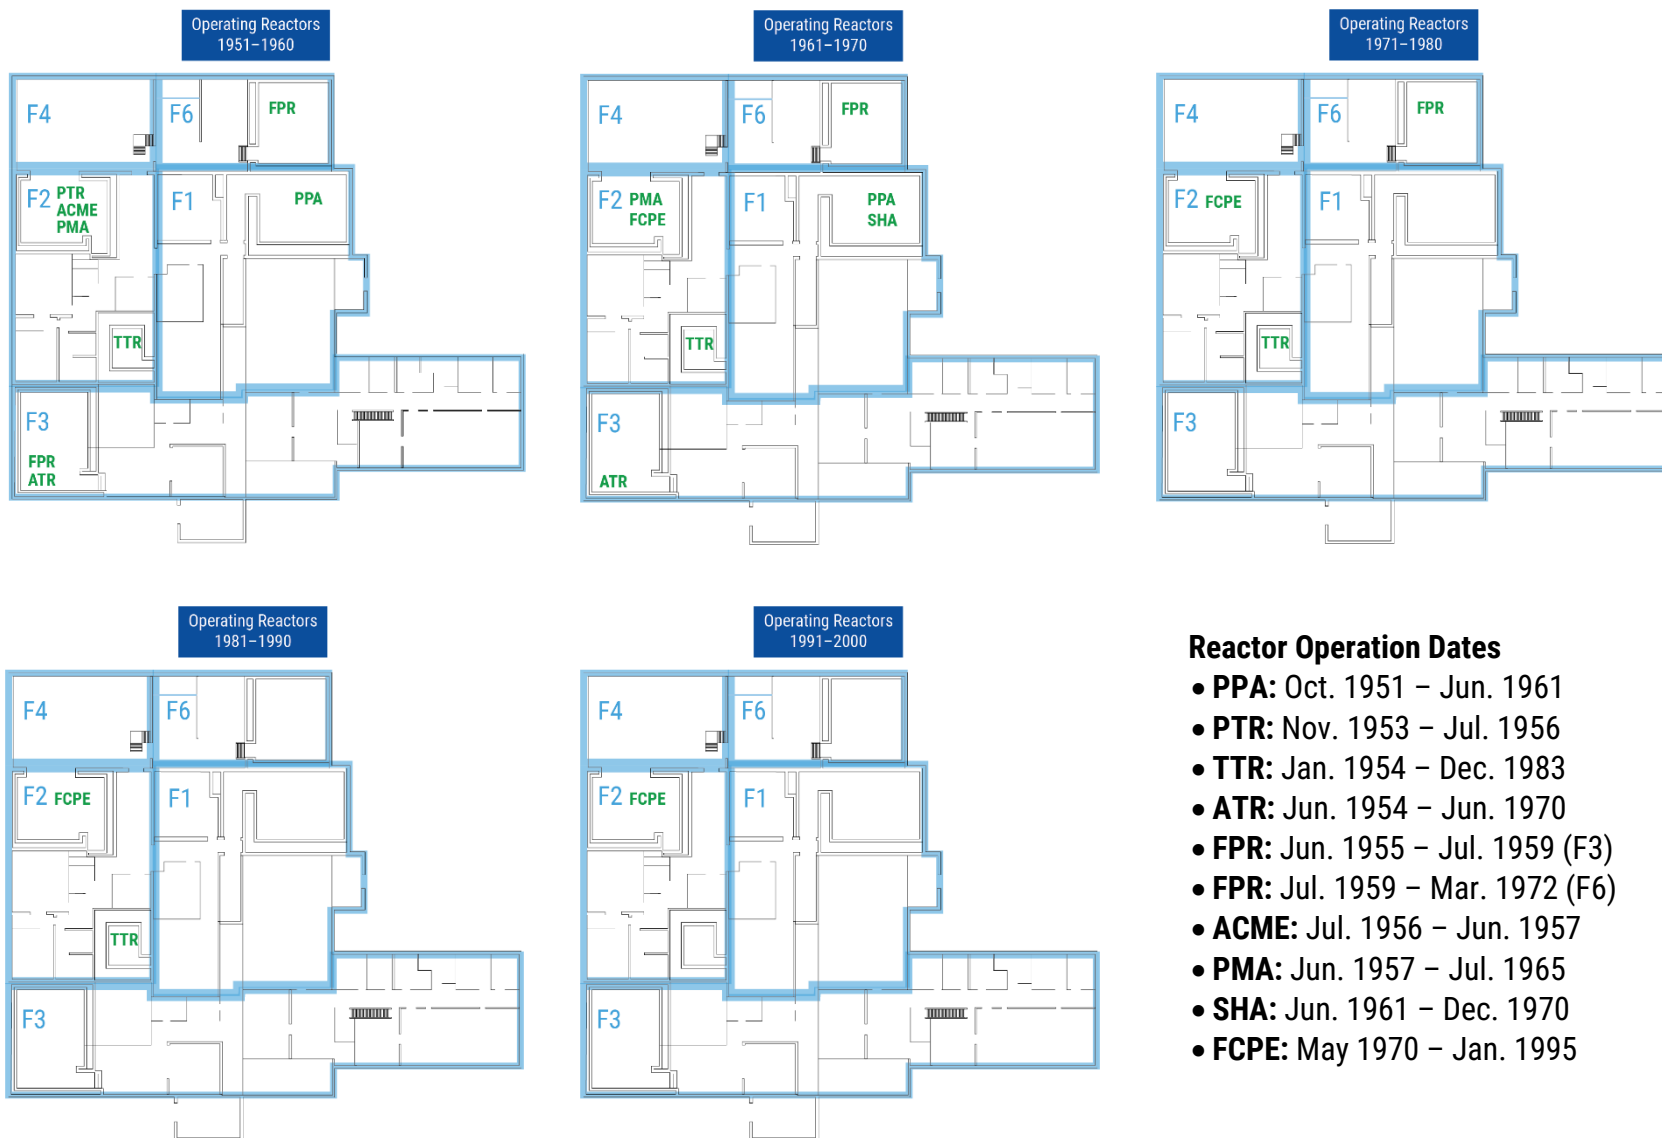 Operating Reactors
1951–1960
F4
F6
FPR
F2
PTR
ACME
PMA
F1
PPA
TTR
F3
FPR
ATR
Operating Reactors
1961–1970
F4
F6
FPR
F2
PMA
FCPE
F1
PPA
SHA
TTR
F3
ATR
Operating Reactors
1971–1980
F4
F6
FPR
F2 FCPE
F1
TTR
F3
Operating Reactors
1981–1990
F4
F6
F2 FCPE
F1
TTR
F3
Operating Reactors
1991–2000
F4
F6
F2 FCPE
F1
F3
Reactor Operation Dates
• PPA: Oct. 1951 – Jun. 1961
• PTR: Nov. 1953 – Jul. 1956
• TTR: Jan. 1954 – Dec. 1983
• ATR: Jun. 1954 – Jun. 1970
• FPR: Jun. 1955 – Jul. 1959 (F3)
• FPR: Jul. 1959 – Mar. 1972 (F6)
• ACME: Jul. 1956 – Jun. 1957
• PMA: Jun. 1957 – Jul. 1965
• SHA: Jun. 1961 – Dec. 1970
• FCPE: May 1970 – Jan. 1995